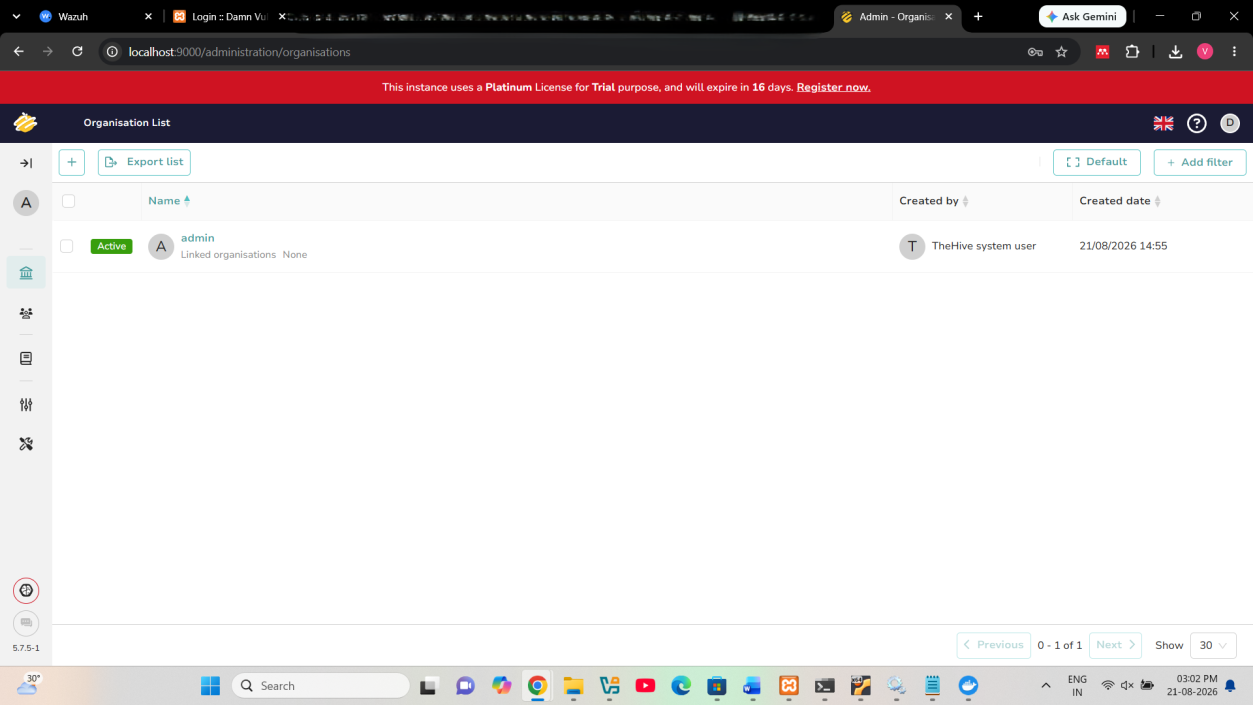 Wazuh
Login :: Damn Vul
Admin - Organisa
Ask Gemini
localhost:9000/administration/organisations
V
This instance uses a Platinum License for Trial purpose, and will expire in 16 days. Register now.
Organisation List
D
+ Export list
Default
+ Add filter
A
Name
Created by
Created date
Active
A
admin
Linked organisations None
T
TheHive system user
21/08/2026 14:55
5.7.5-1
Previous
0 - 1 of 1
Next
Show
30
30°
Search
ENG
IN
03:02 PM
21-08-2026